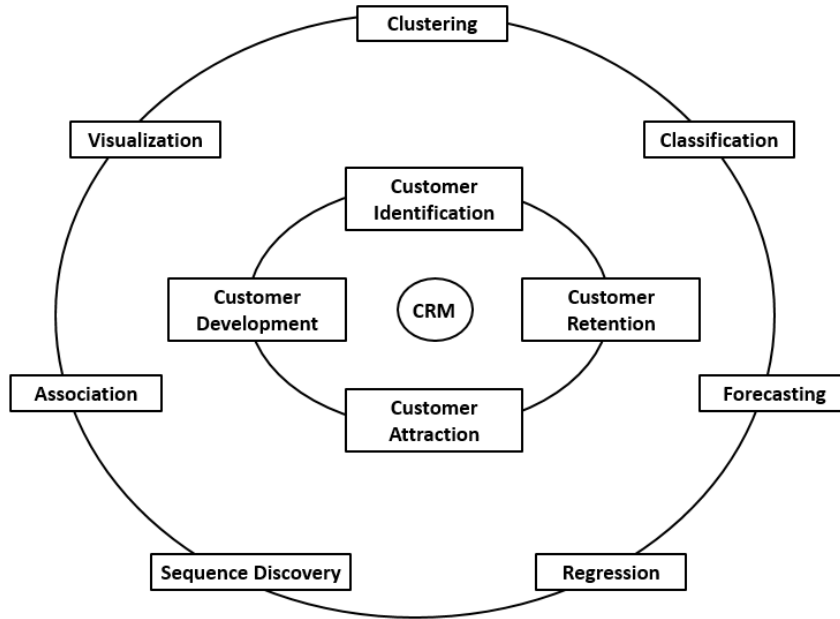 Clustering
Visualization
Classification
Customer
Identification
Customer
Development
CRM
Customer
Retention
Association
Customer
Attraction
Forecasting
Sequence Discovery
Regression